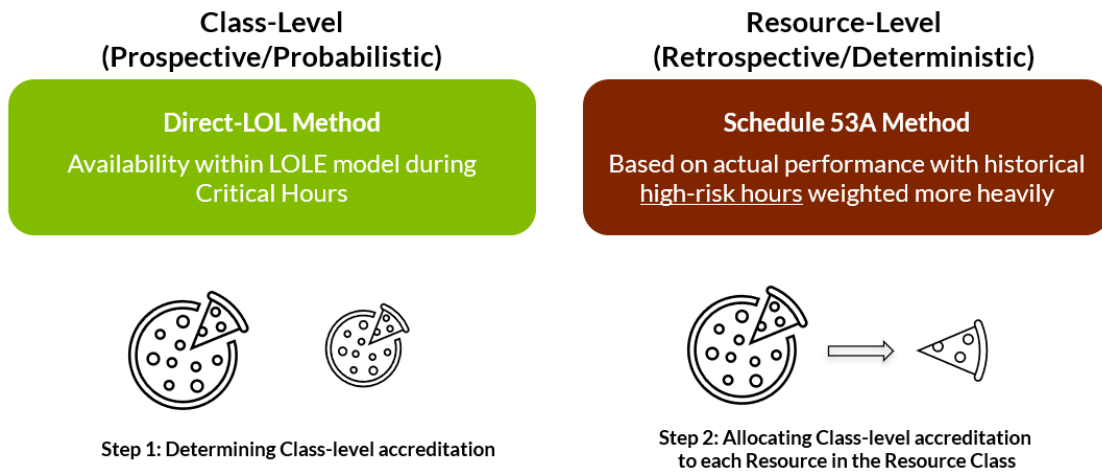 Class-Level
(Prospective/Probabilistic)
Direct-LOL Method
Availability within LOLE model during
Critical Hours
Step 1: Determining Class-level accreditation
Resource-Level
(Retrospective/Deterministic)
Schedule 53A Method
Based on actual performance with historical
high-risk hours weighted more heavily
Step 2: Allocating Class-level accreditation
to each Resource in the Resource Class